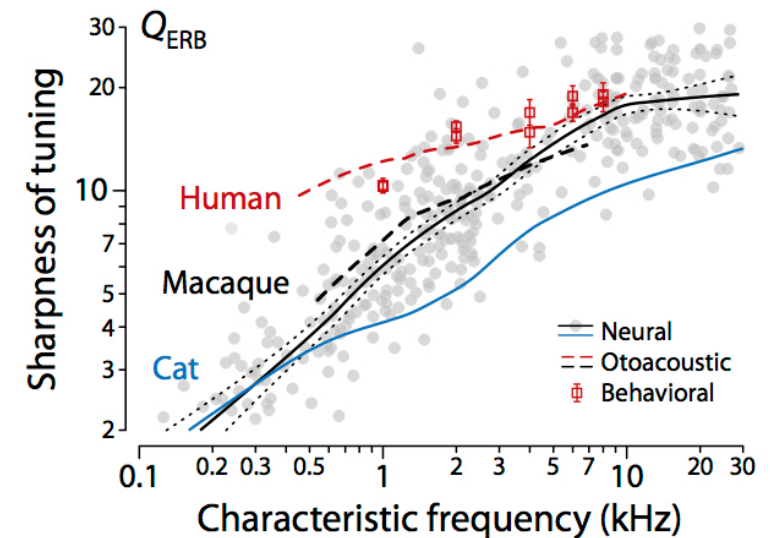 Q_ERB
30
20
10
7
5
4
3
2
Sharpness of tuning
Human
Macaque
Cat
Neural
Otoacoustic
Behavioral
0.1 0.2 0.3 0.5 1 2 3 5 7 10 20 30
Characteristic frequency (kHz)